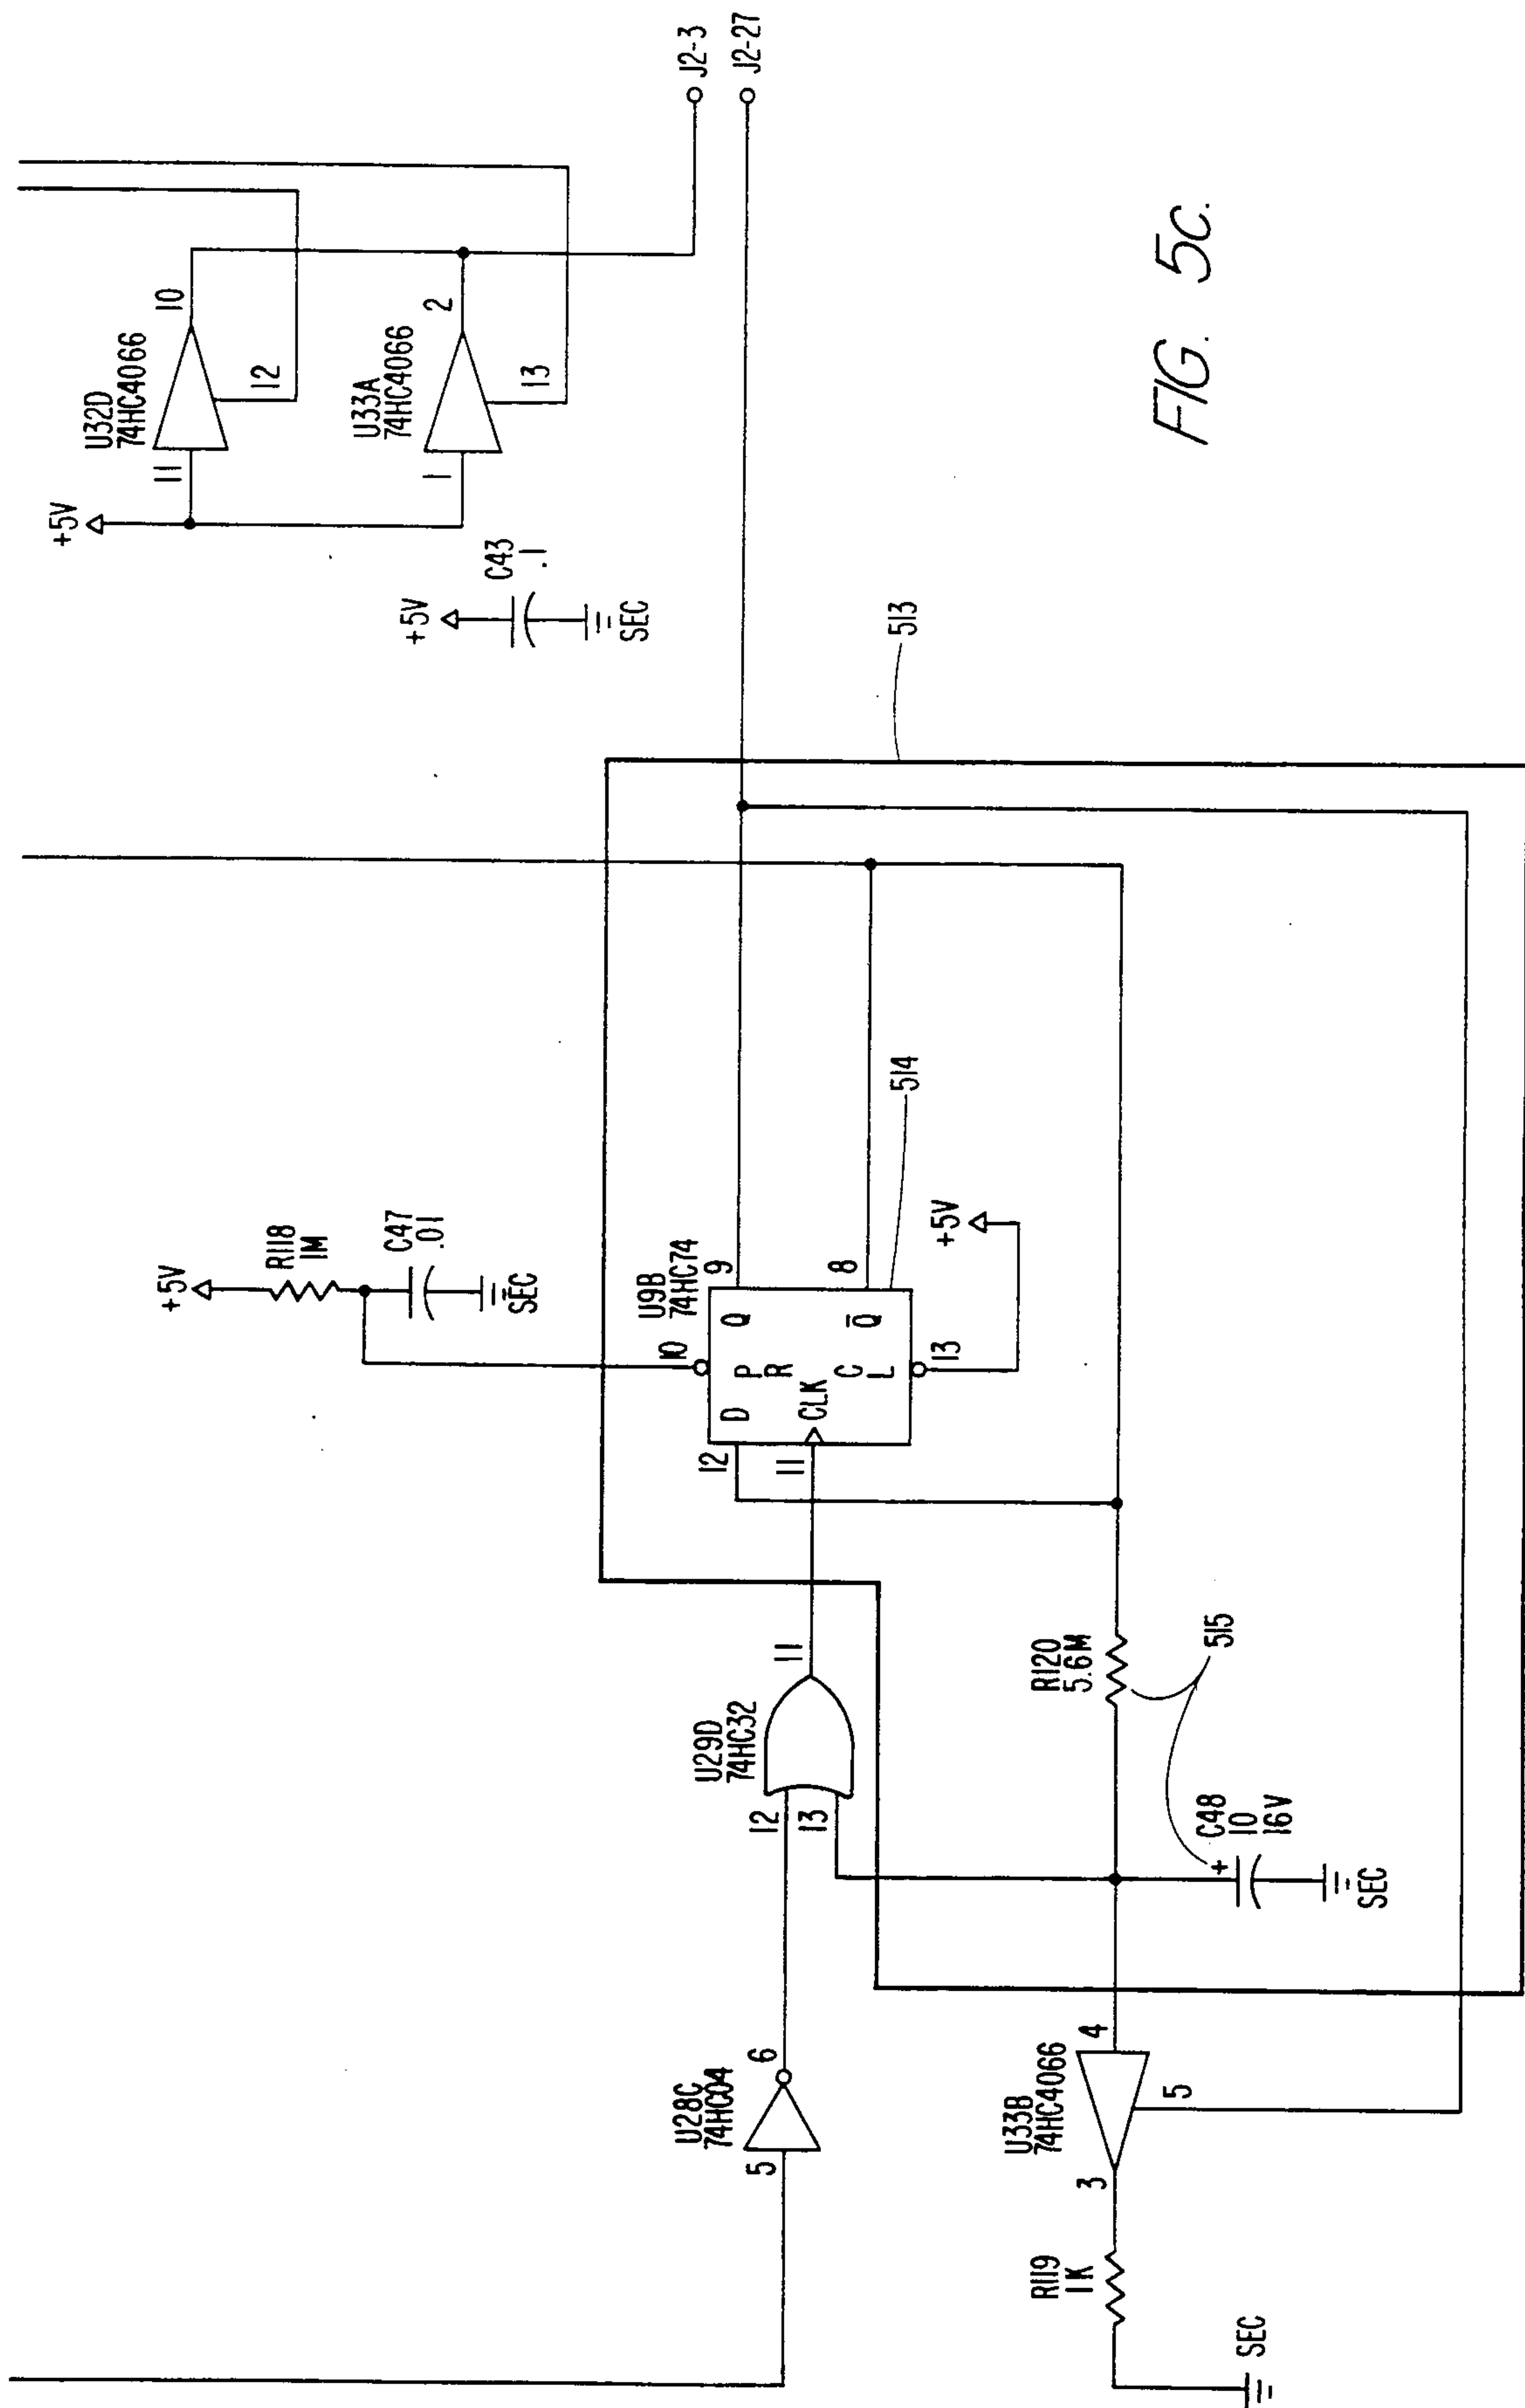 +5V
U32D
74HC4066
11
10
12
U33A
74HC4066
1
2
13
J2-3
J2-27
+5V
C43
.1
SEC
513
+5V
R118
1M
C47
.01
SEC
U9B
74HC74
10
9
12
D
P
R
Q
11
CLK
C
L
Q̅
8
13
+5V
514
U28C
74HC04
5
6
U29D
74HC32
12
13
11
R120
5.6M
515
+
C48
10
16V
SEC
U33B
74HC4066
3
4
5
R119
1K
SEC
FIG. 5C.